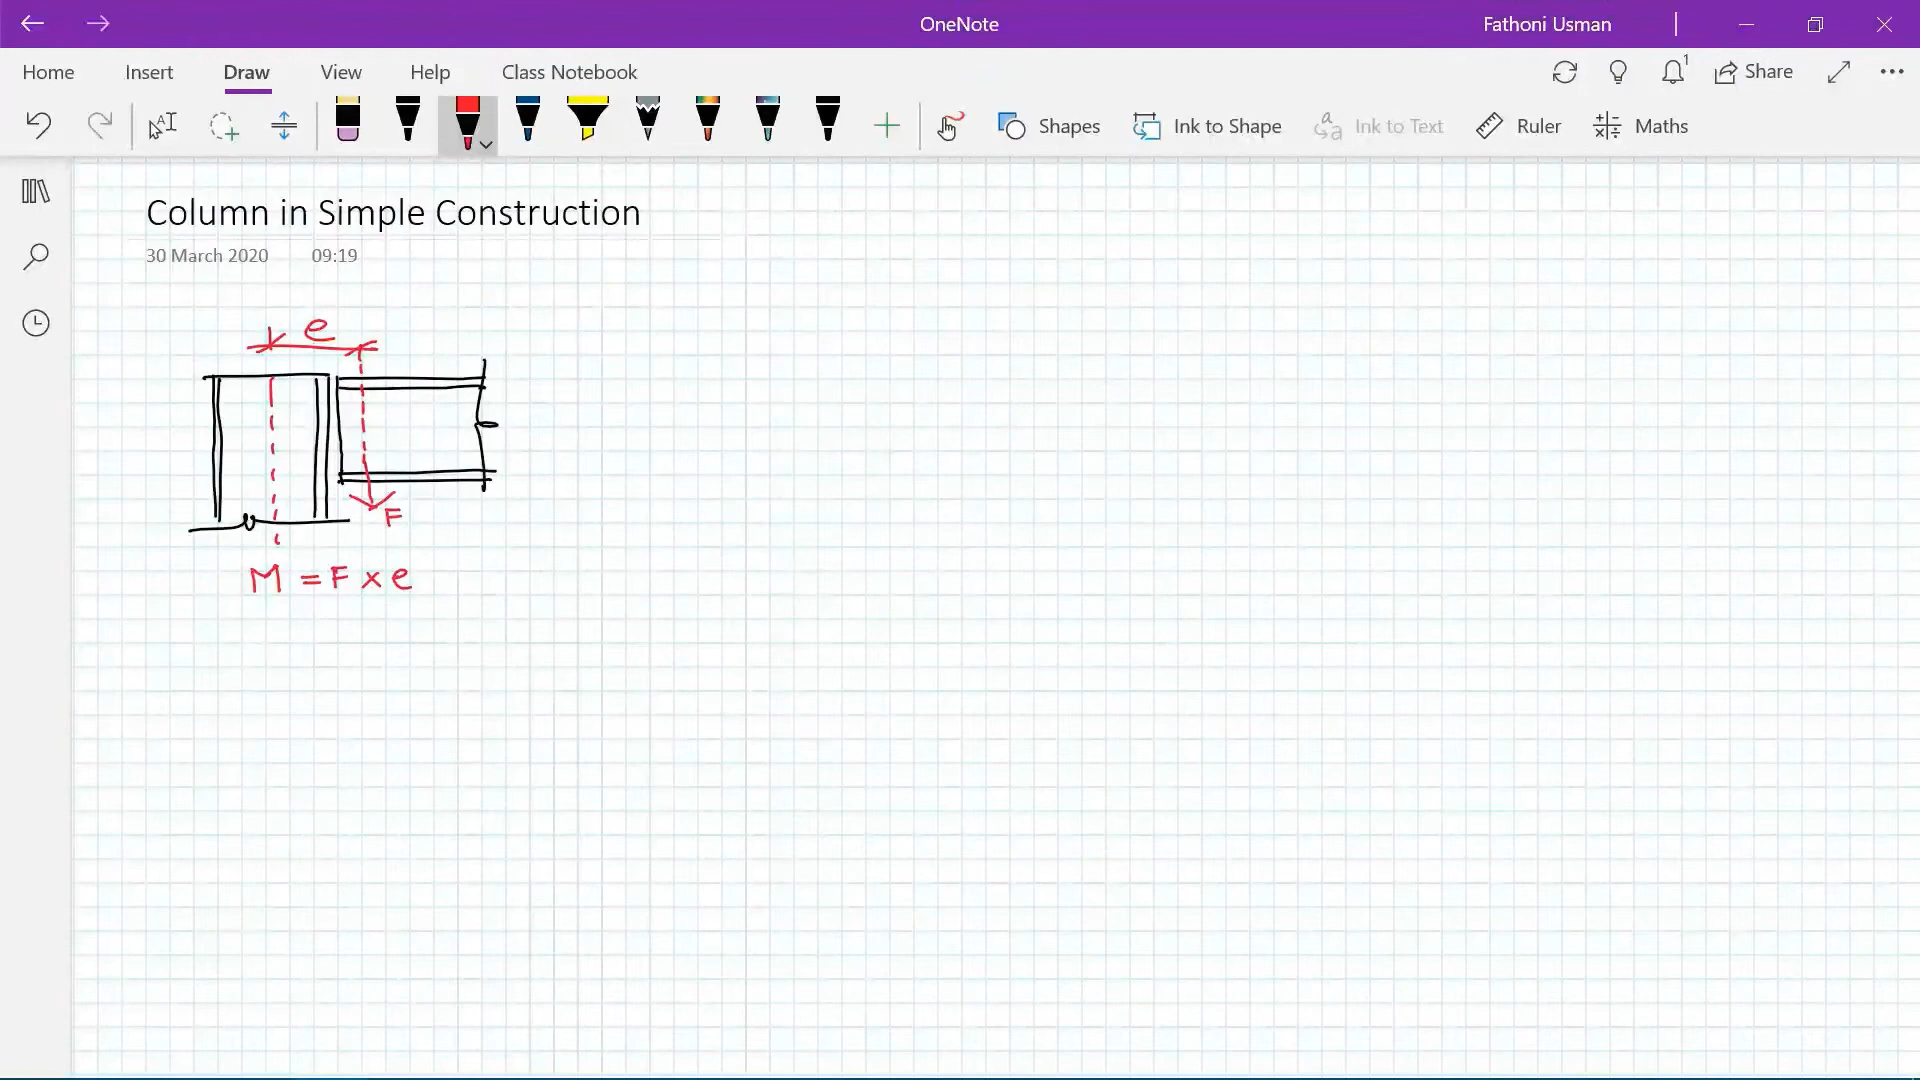 OneNote
Fathoni Usman
Home Insert Draw View Help Class Notebook
1
Share
Shapes Ink to Shape Ink to Text Ruler Maths
Column in Simple Construction
30 March 2020 09:19
e
F
M = F x e